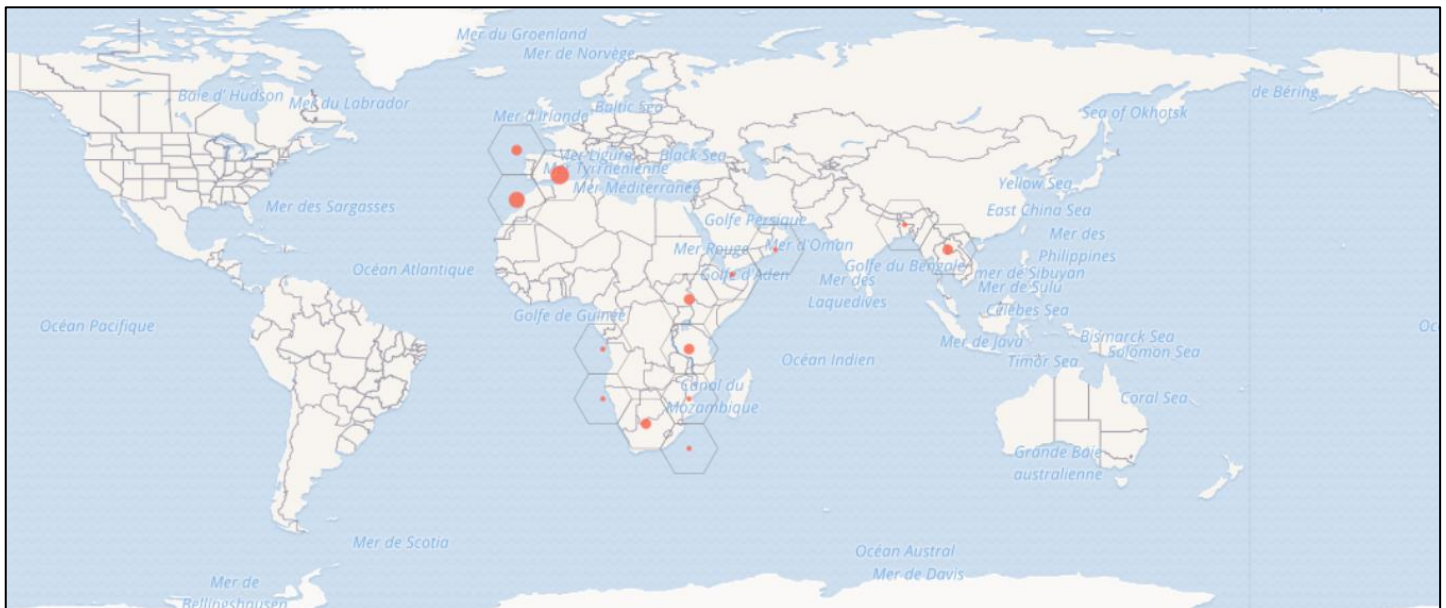 Mer du Groenland
Mer de Norvège
Baie d' Hudson
Mer du Labrador
Mer d'Irlande
Baltic Sea
Sea of Okhotsk
de Béring
Mer Ligure
Black Sea
Mer Tyrrhénienne
Mer Méditerranée
Yellow Sea
East China Sea
Mer des Sargasses
Golfe Persique
Mer Rouge
Mer d'Oman
Mer des
Philippines
Océan Atlantique
Golfe d'Aden
Golfe du Bengale
Mer des
Laquedives
mer de Sibuyan
Mer de Sulu
Célèbes Sea
Océan Pacifique
Golfe de Guinée
Oc
Bismarck Sea
Solomon Sea
Mer de Java
Timor Sea
Océan Indien
Canal du
Mozambique
Coral Sea
Grande Baie
australienne
Mer de Scotia
Océan Austral
Mer de Davis
Mer de
Bellingshausen